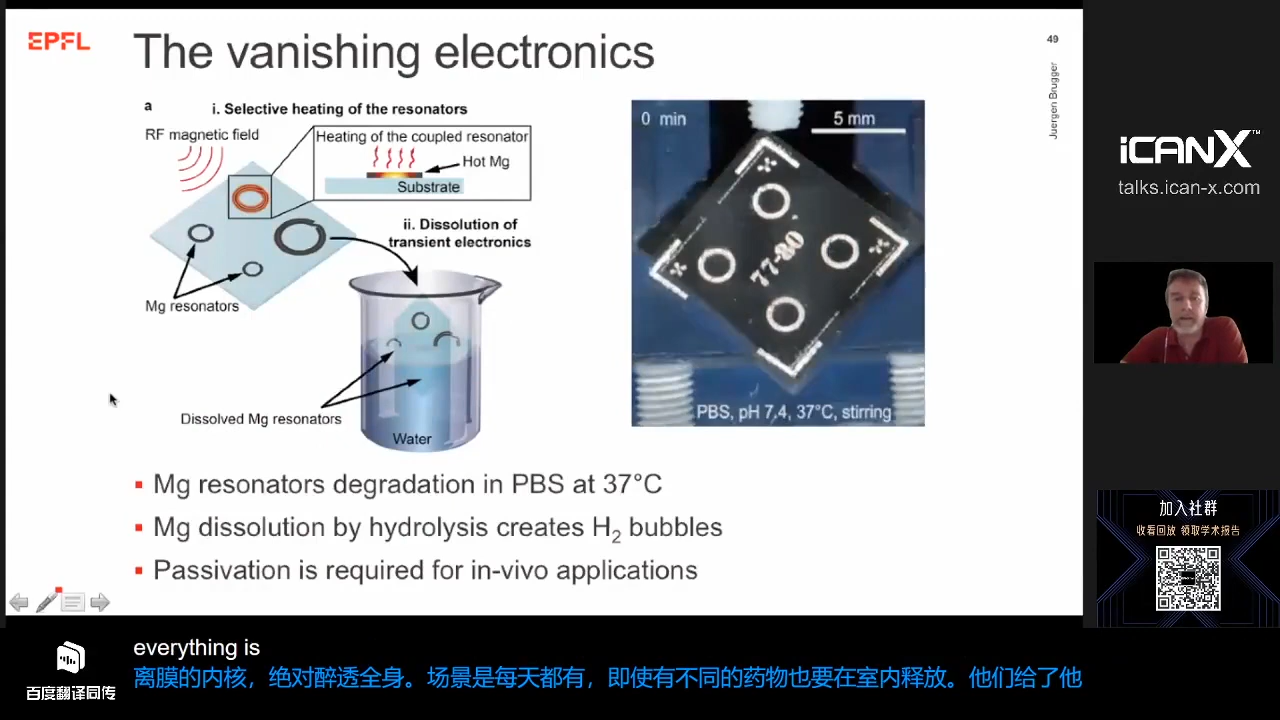 EPFL
The vanishing electronics
49
Juergen Brugger
a
i. Selective heating of the resonators
RF magnetic field
Heating of the coupled resonator
Hot Mg
Substrate
ii. Dissolution of
transient electronics
Mg resonators
Dissolved Mg resonators
Water
0 min
5 mm
77-80
PBS, pH 7.4, 37°C, stirring
▪ Mg resonators degradation in PBS at 37°C
▪ Mg dissolution by hydrolysis creates H₂ bubbles
▪ Passivation is required for in-vivo applications
iCANX™
talks.ican-x.com
加入社群
收看回放 领取学术报告
everything is
离膜的内核，绝对醉透全身。场景是每天都有，即使有不同的药物也要在室内释放。他们给了他
百度翻译同传